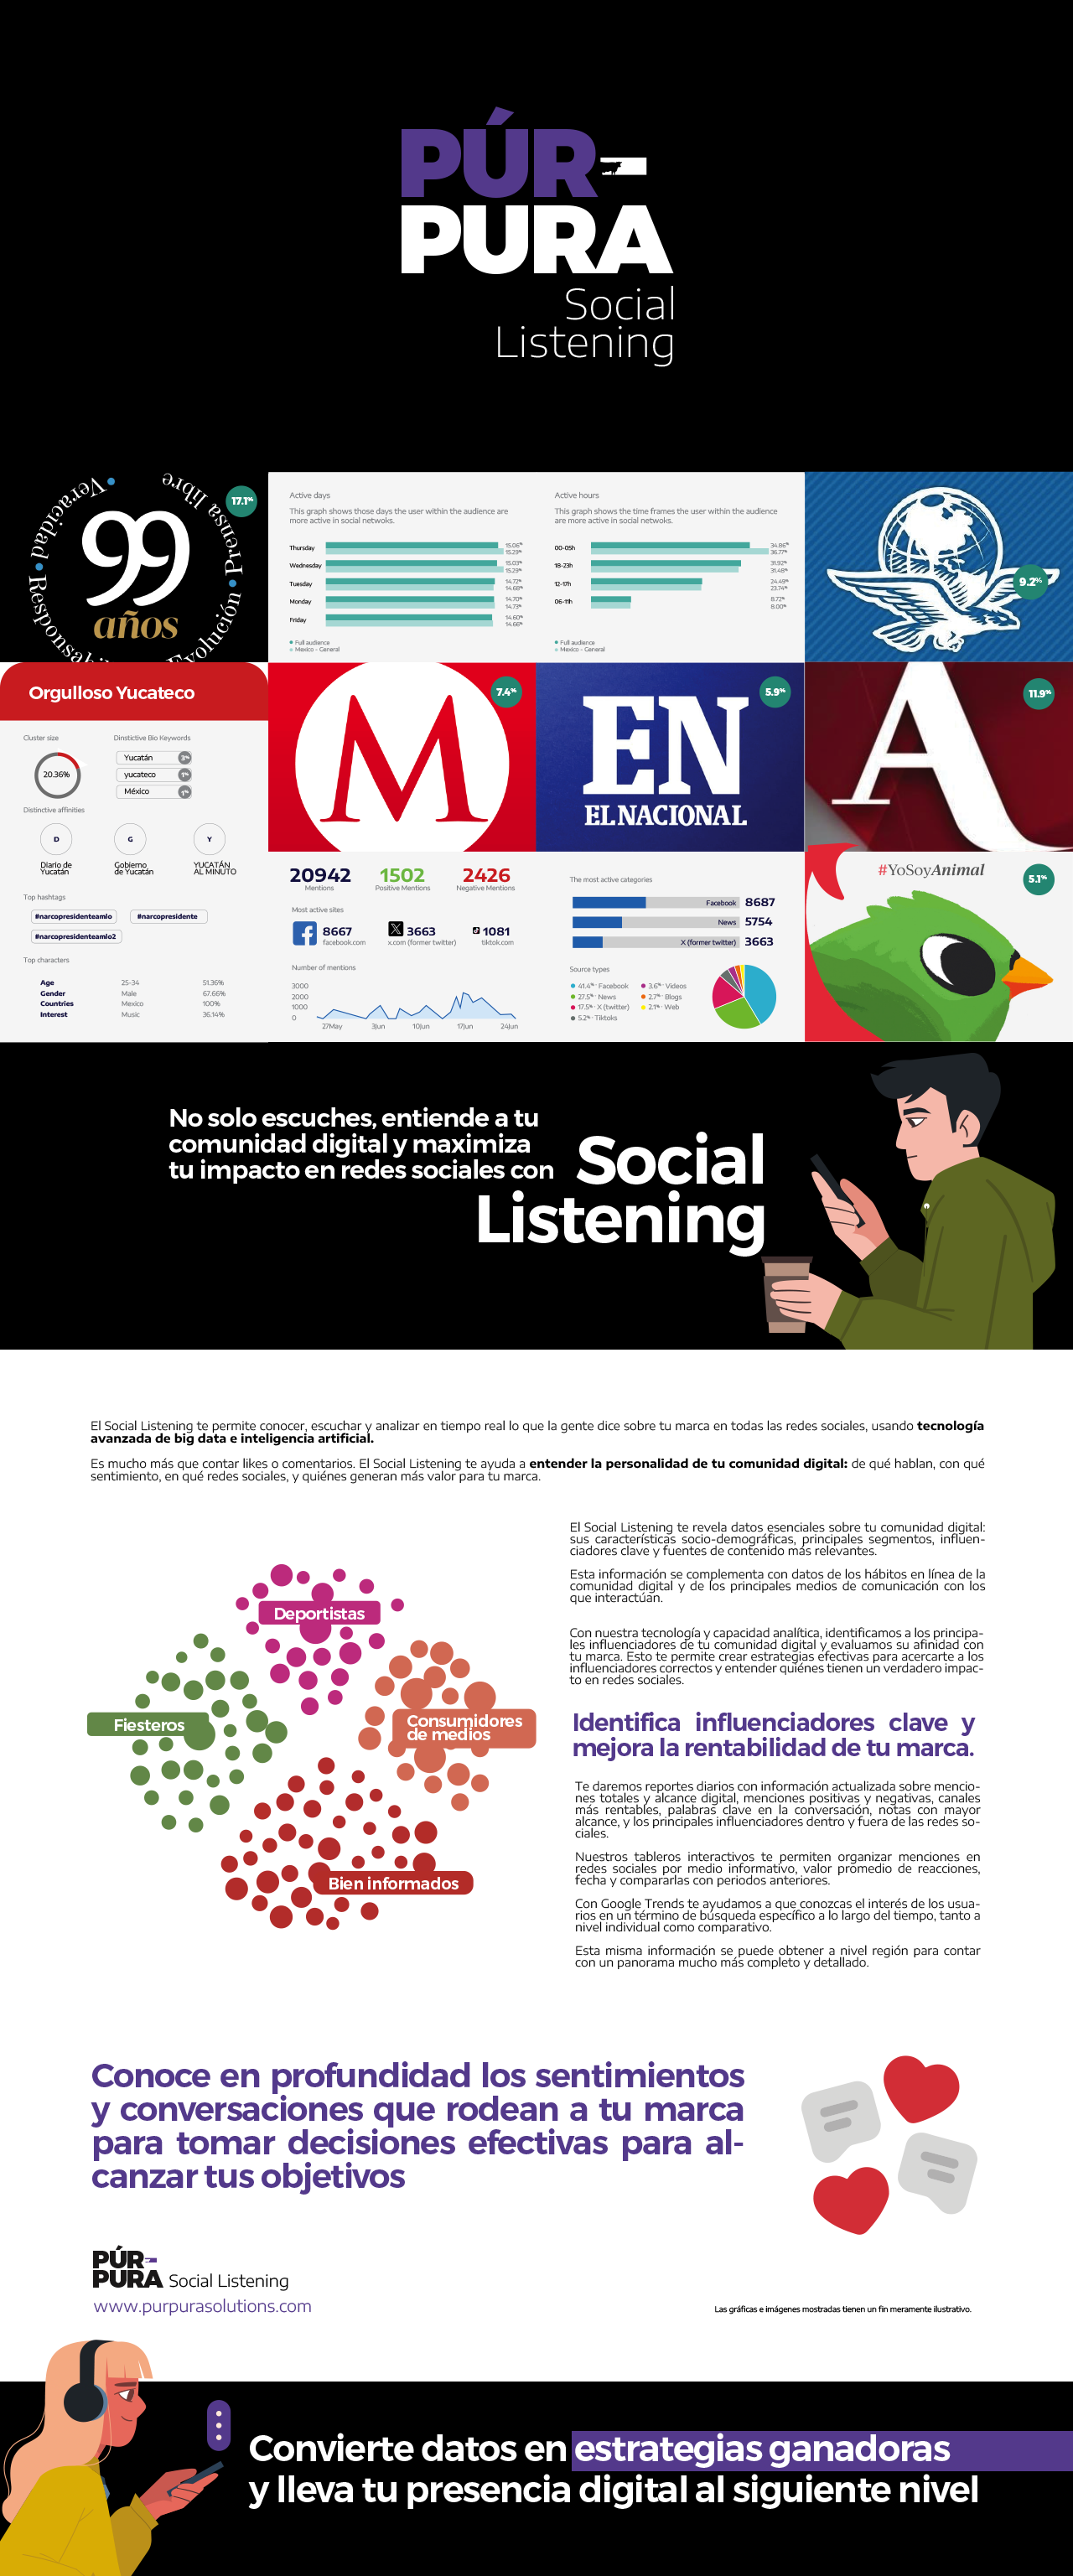 PÚR-
PURA
Social
Listening
Veracidad • Responsabi
Prensa libre • Evolución
99
años
17.1%
Active days
This graph shows those days the user within the audience are
more active in social netwoks.
Thursday
15.06%
15.29%
Wednesday
15.03%
15.29%
Tuesday
14.72%
14.68%
Monday
14.70%
14.73%
Friday
14.60%
14.66%
Full audience
Mexico - General
Active hours
This graph shows the time frames the user within the audience
are more active in social netwoks.
00-05h
34.86%
36.77%
18-23h
31.92%
31.48%
12-17h
24.49%
23.74%
06-11h
8.72%
8.00%
Full audience
Mexico - General
9.2%
Orgulloso Yucateco
Cluster size
20.36%
Dinstictive Bio Keywords
Yucatán 3%
yucateco 1%
México 1%
Distinctive affinities
D
G
Y
Diario de
Yucatán
Gobierno
de Yucatán
YUCATÁN
AL MINUTO
Top hashtags
#narcopresidenteamlo
#narcopresidente
#narcopresidenteamlo2
Top characters
Age 25-34 51.36%
Gender Male 67.66%
Countries Mexico 100%
Interest Music 36.14%
M
7.4%
EN
EL NACIONAL
5.9%
A
11.9%
20942
Mentions
1502
Positive Mentions
2426
Negative Mentions
Most active sites
8667
facebook.com
3663
x.com (former twitter)
1081
tiktok.com
Number of mentions
3000
2000
1000
0
27May 3Jun 10Jun 17Jun 24Jun
The most active categories
Facebook 8687
News 5754
X (former twitter) 3663
Source types
41.4% - Facebook
27.5% - News
17.5% - X (twitter)
5.2% - Tiktoks
3.6% - Videos
2.7% - Blogs
2.1% - Web
#YoSoyAnimal
5.1%
No solo escuches, entiende a tu
comunidad digital y maximiza
tu impacto en redes sociales con
Social
Listening
El Social Listening te permite conocer, escuchar y analizar en tiempo real lo que la gente dice sobre tu marca en todas las redes sociales, usando tecnología
avanzada de big data e inteligencia artificial.
Es mucho más que contar likes o comentarios. El Social Listening te ayuda a entender la personalidad de tu comunidad digital: de qué hablan, con qué
sentimiento, en qué redes sociales, y quiénes generan más valor para tu marca.
Deportistas
Fiesteros
Consumidores
de medios
Bien informados
El Social Listening te revela datos esenciales sobre tu comunidad digital:
sus características socio-demográficas, principales segmentos, influen-
ciadores clave y fuentes de contenido más relevantes.
Esta información se complementa con datos de los hábitos en línea de la
comunidad digital y de los principales medios de comunicación con los
que interactúan.
Con nuestra tecnología y capacidad analítica, identificamos a los principa-
les influenciadores de tu comunidad digital y evaluamos su afinidad con
tu marca. Esto te permite crear estrategias efectivas para acercarte a los
influenciadores correctos y entender quiénes tienen un verdadero impac-
to en redes sociales.
Identifica influenciadores clave y
mejora la rentabilidad de tu marca.
Te daremos reportes diarios con información actualizada sobre mencio-
nes totales y alcance digital, menciones positivas y negativas, canales
más rentables, palabras clave en la conversación, notas con mayor
alcance, y los principales influenciadores dentro y fuera de las redes so-
ciales.
Nuestros tableros interactivos te permiten organizar menciones en
redes sociales por medio informativo, valor promedio de reacciones,
fecha y compararlas con periodos anteriores.
Con Google Trends te ayudamos a que conozcas el interés de los usua-
rios en un término de búsqueda específico a lo largo del tiempo, tanto a
nivel individual como comparativo.
Esta misma información se puede obtener a nivel región para contar
con un panorama mucho más completo y detallado.
Conoce en profundidad los sentimientos
y conversaciones que rodean a tu marca
para tomar decisiones efectivas para al-
canzar tus objetivos
PÚR-
PURA Social Listening
www.purpurasolutions.com
Las gráficas e imágenes mostradas tienen un fin meramente ilustrativo.
Convierte datos en estrategias ganadoras
y lleva tu presencia digital al siguiente nivel